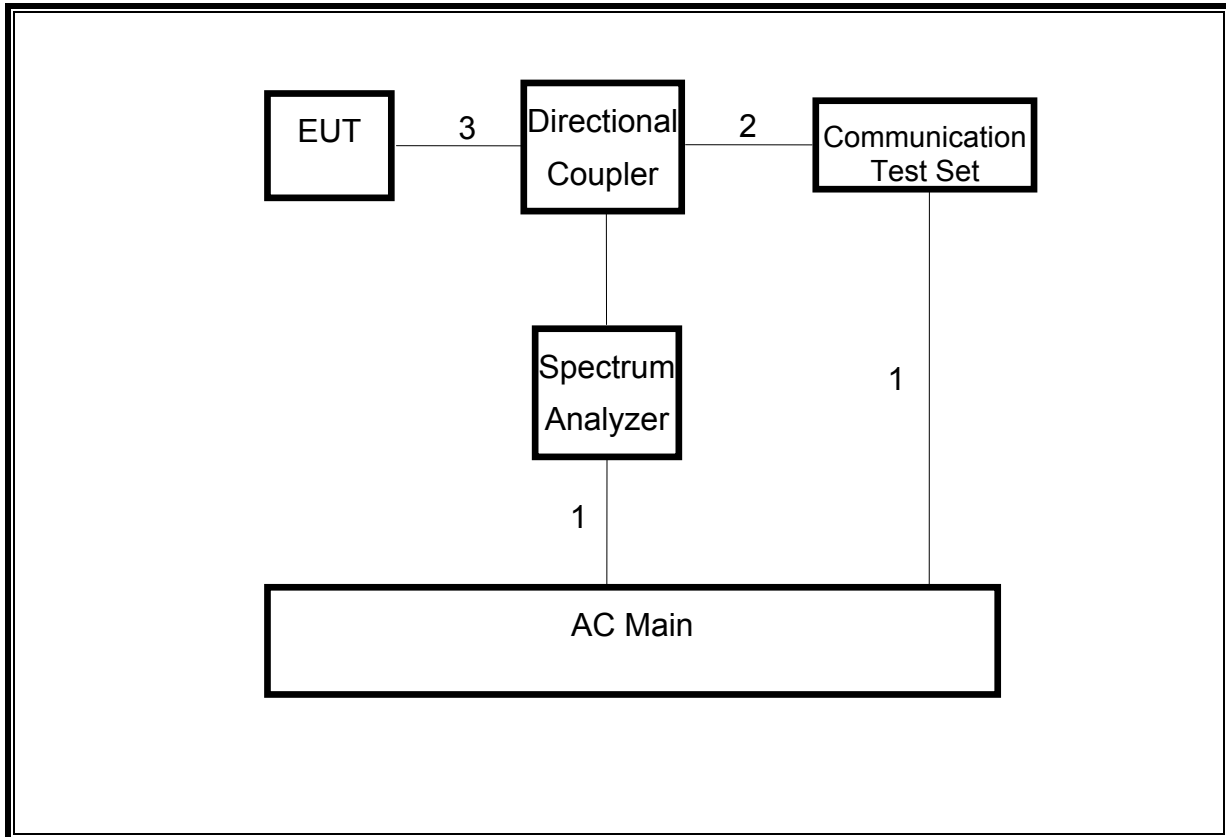 EUT
3
Directional
Coupler
2
Communication
Test Set
Spectrum
Analyzer
1
1
AC Main